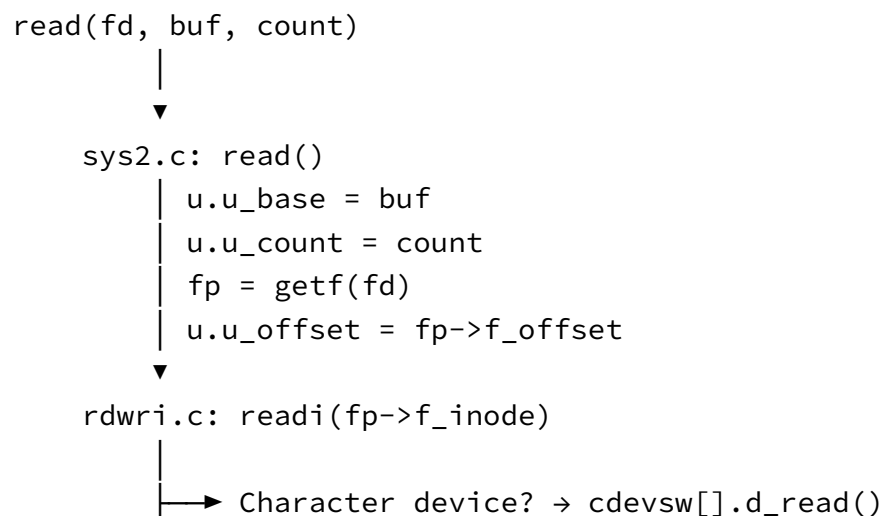 read(fd, buf, count)
sys2.c: read()
u.u_base = buf
u.u_count = count
fp = getf(fd)
u.u_offset = fp->f_offset
rdwri.c: readi(fp->f_inode)
Character device? → cdevsw[].d_read()